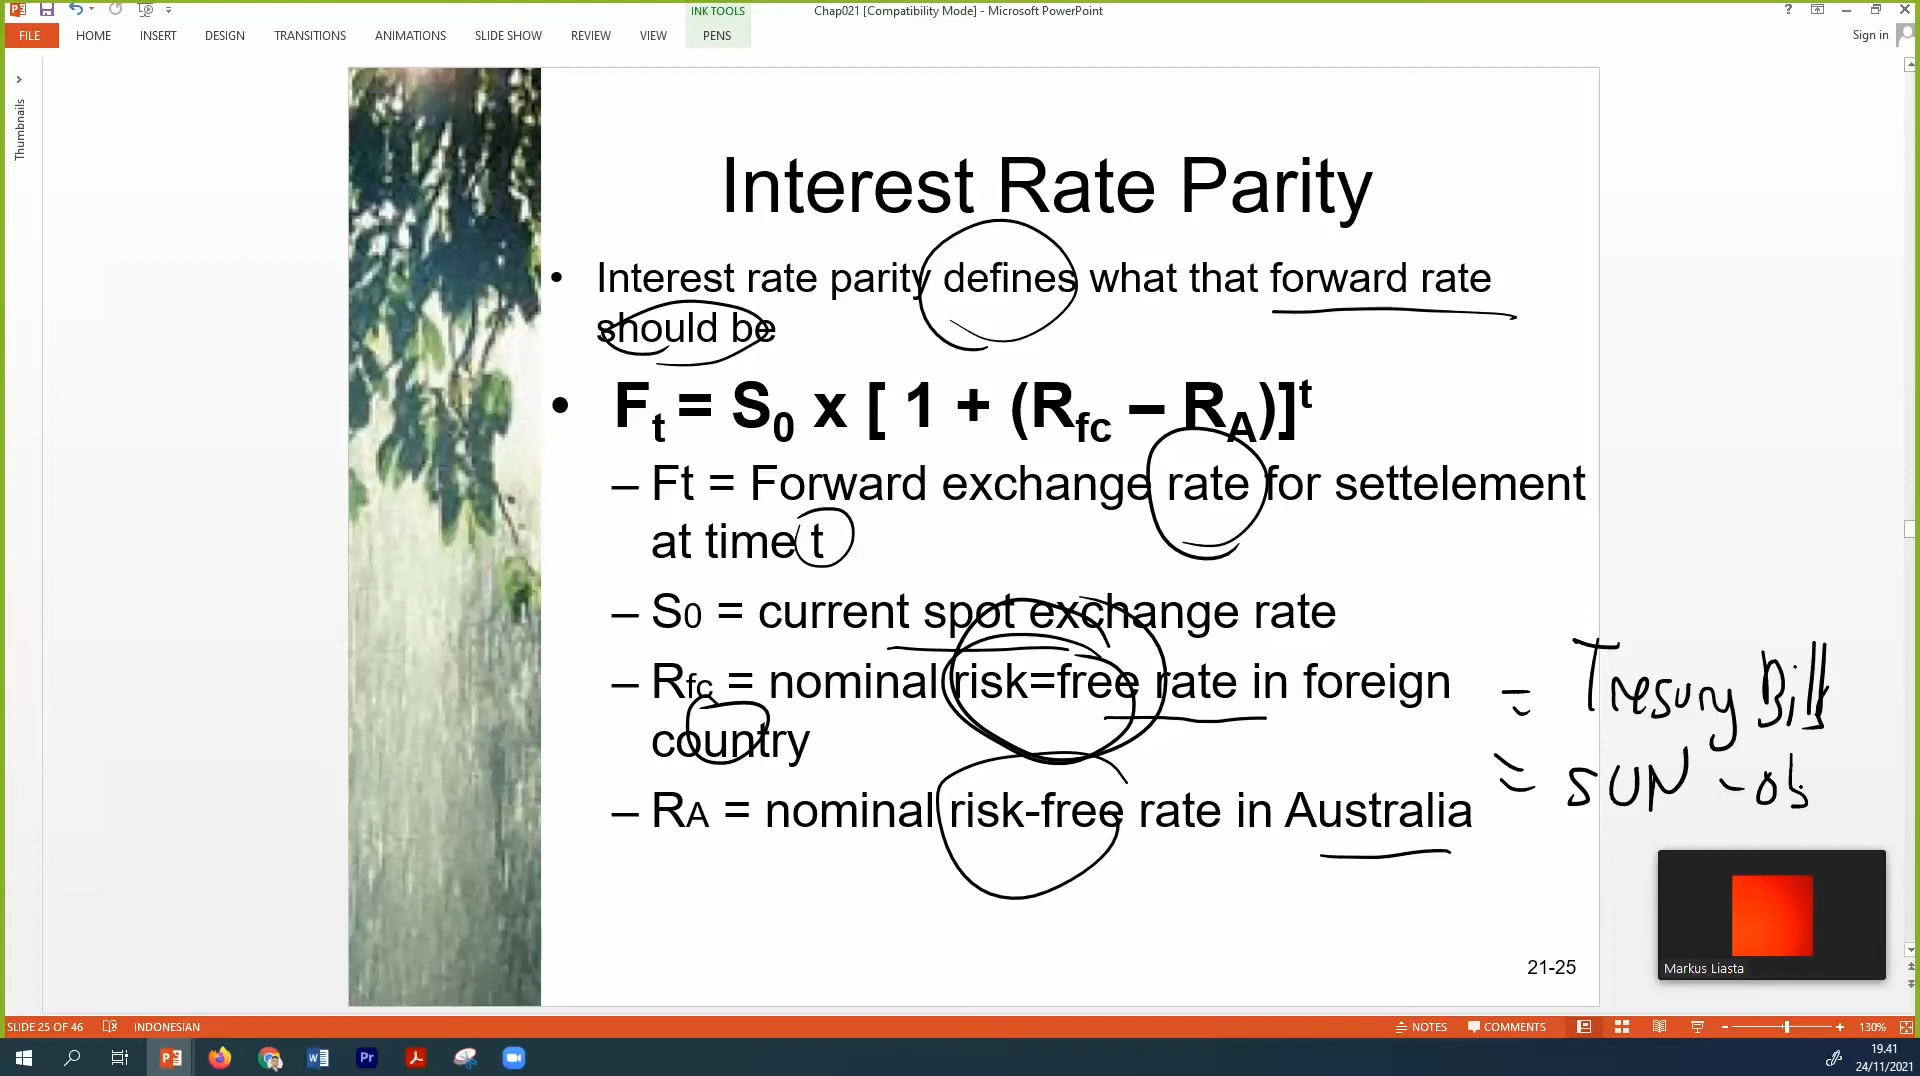 INK TOOLS
Chap021 [Compatibility Mode] - Microsoft PowerPoint
FILE HOME INSERT DESIGN TRANSITIONS ANIMATIONS SLIDE SHOW REVIEW VIEW PENS
Sign in
Thumbnails
Interest Rate Parity
• Interest rate parity defines what that forward rate
should be
• Ft = S0 x [ 1 + (Rfc – RA)]t
– Ft = Forward exchange rate for settelement
at time t
– S0 = current spot exchange rate
– Rfc = nominal risk=free rate in foreign
country
– RA = nominal risk-free rate in Australia
= Tresury Bill
= SUN - ob
21-25
Markus Liasta
SLIDE 25 OF 46 INDONESIAN
NOTES COMMENTS 130%
19.41
24/11/2021